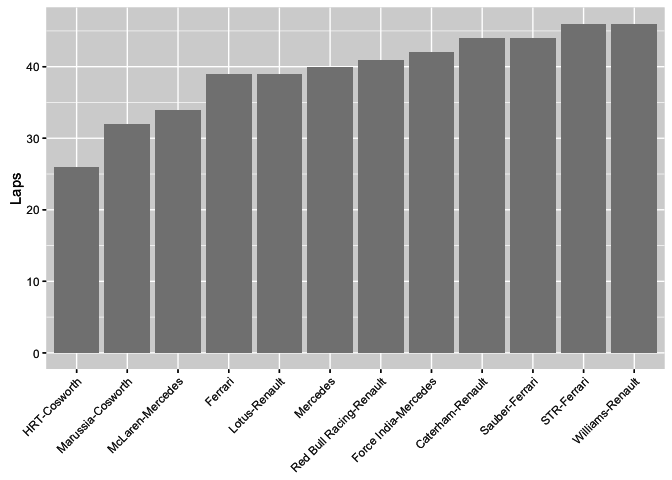 Laps
40
30
20
10
0
HRT-Cosworth
Marussia-Cosworth
McLaren-Mercedes
Ferrari
Lotus-Renault
Mercedes
Red Bull Racing-Renault
Force India-Mercedes
Caterham-Renault
Sauber-Ferrari
STR-Ferrari
Williams-Renault